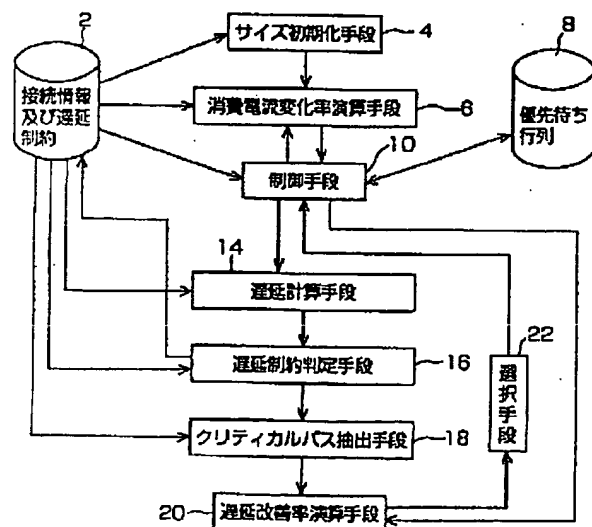 2
サイズ初期化手段
4
8
接続情報
及び遅延
制約
消費電流変化率演算手段
6
優先待ち
行列
10
制御手段
14
遅延計算手段
22
遅延制約判定手段
16
選択手段
クリティカルパス抽出手段
18
20
遅延改善率演算手段